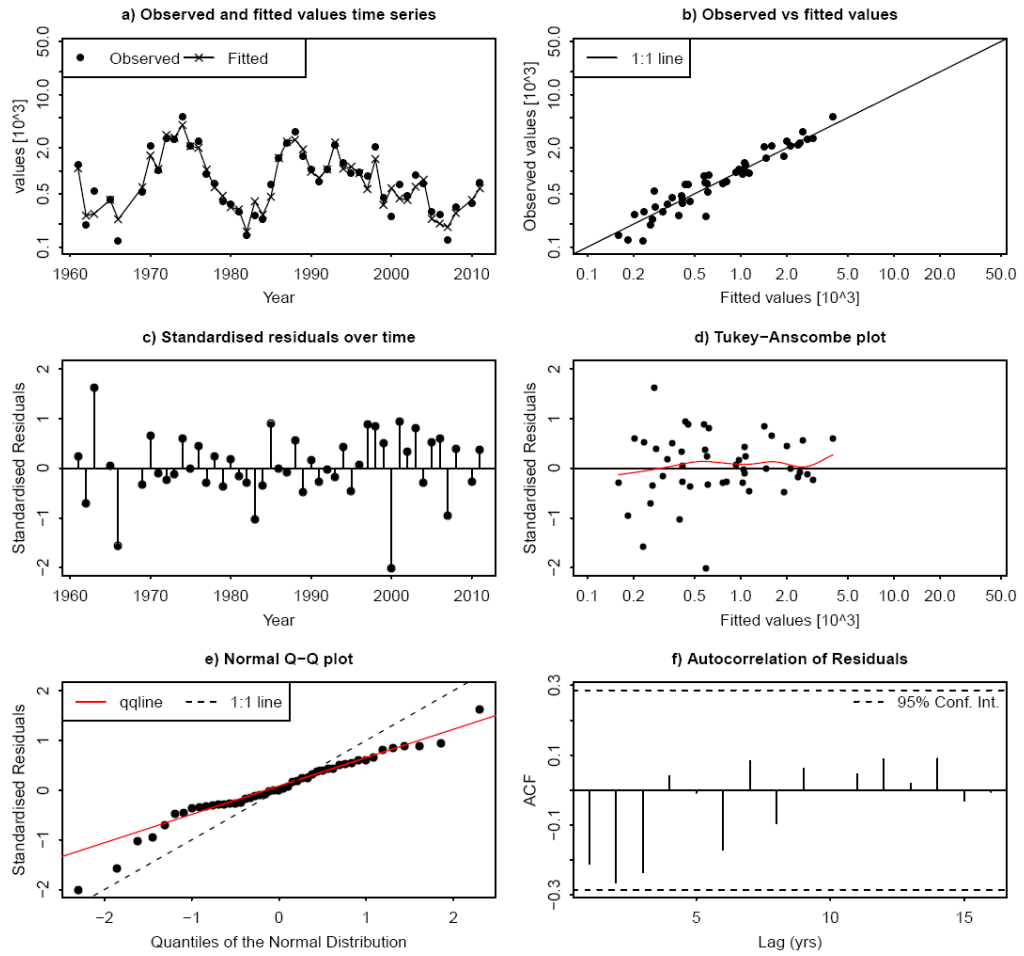 a) Observed and fitted values time series
Observed
Fitted
values [10^3]
50.0
10.0
2.0
0.5
0.1
1960 1970 1980 1990 2000 2010
Year
b) Observed vs fitted values
1:1 line
Observed values [10^3]
50.0
10.0
2.0
0.5
0.1
0.1 0.2 0.5 1.0 2.0 5.0 10.0 20.0 50.0
Fitted values [10^3]
c) Standardised residuals over time
Standardised Residuals
2
1
0
−1
−2
1960 1970 1980 1990 2000 2010
Year
d) Tukey−Anscombe plot
Standardised Residuals
2
1
0
−1
−2
0.1 0.2 0.5 1.0 2.0 5.0 10.0 20.0 50.0
Fitted values [10^3]
e) Normal Q−Q plot
qqline
1:1 line
Standardised Residuals
2
1
0
−1
−2
−2 −1 0 1 2
Quantiles of the Normal Distribution
f) Autocorrelation of Residuals
95% Conf. Int.
ACF
0.3
0.1
−0.1
−0.3
5 10 15
Lag (yrs)